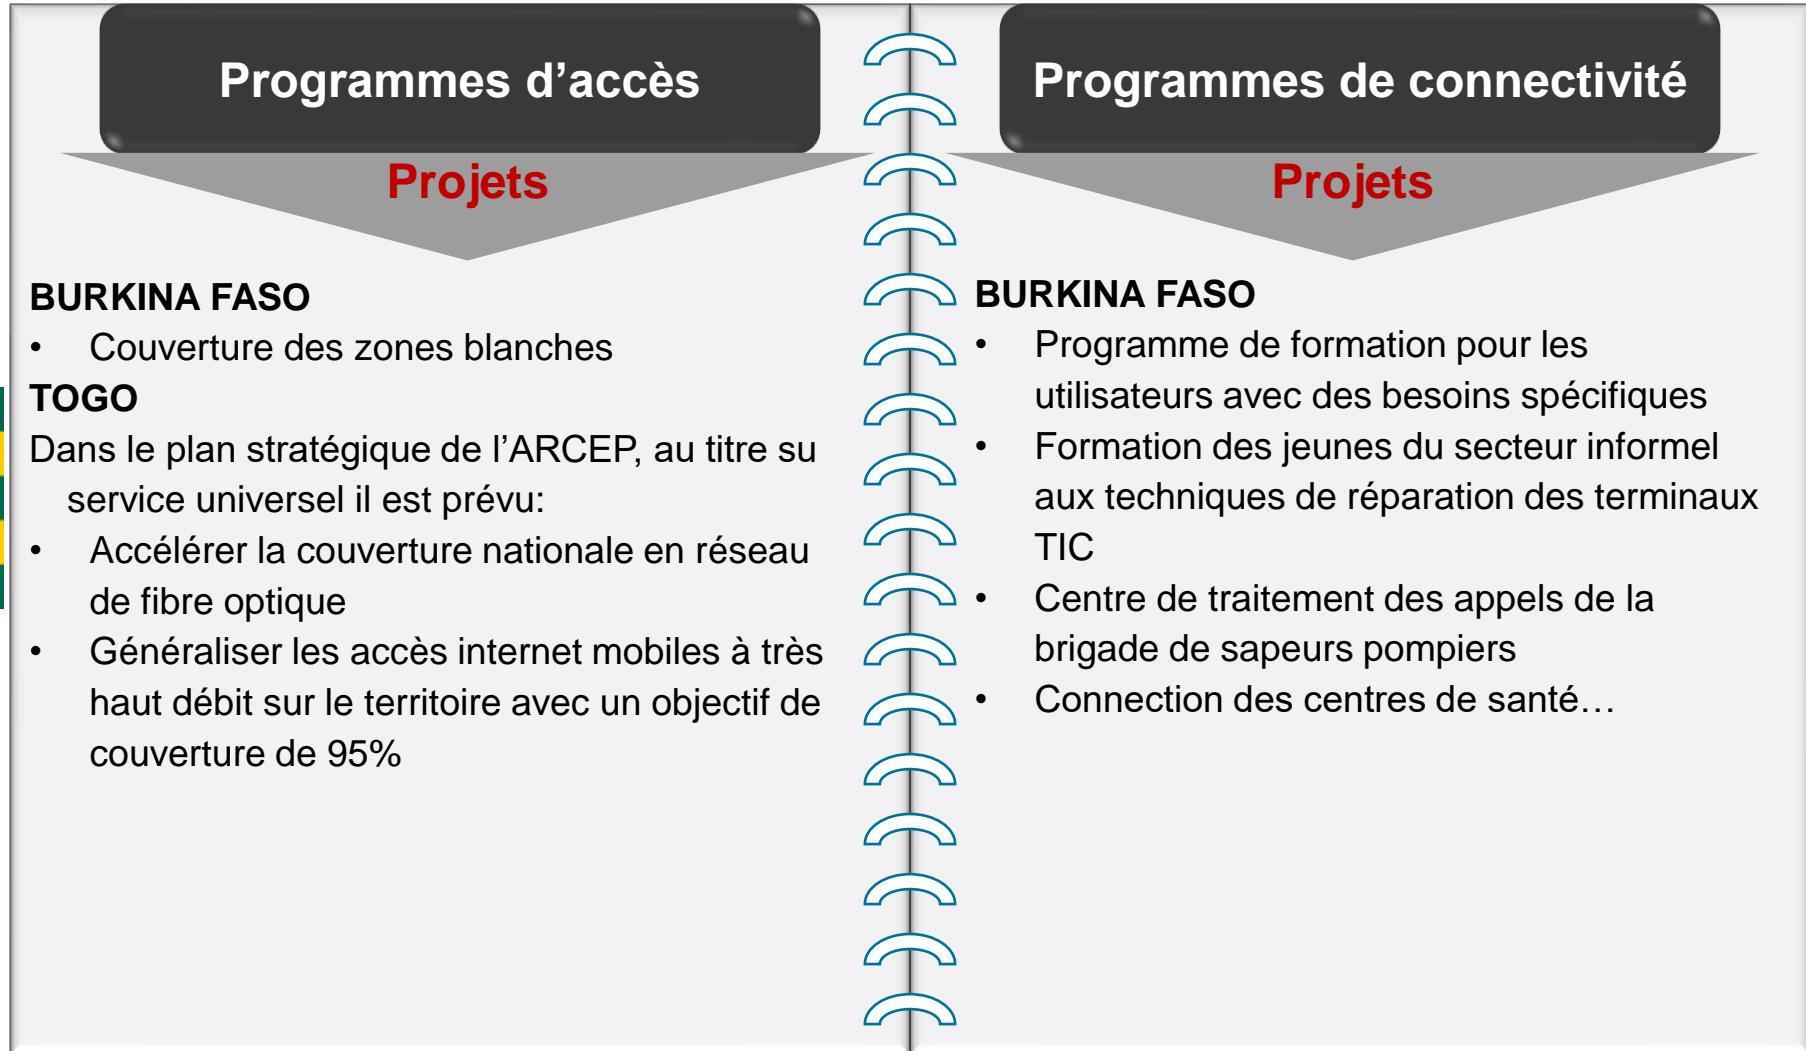 Programmes d’accès
Projets
BURKINA FASO
• Couverture des zones blanches
TOGO
Dans le plan stratégique de l’ARCEP, au titre su
service universel il est prévu:
• Accélérer la couverture nationale en réseau
de fibre optique
• Généraliser les accès internet mobiles à très
haut débit sur le territoire avec un objectif de
couverture de 95%
Programmes de connectivité
Projets
BURKINA FASO
• Programme de formation pour les
utilisateurs avec des besoins spécifiques
• Formation des jeunes du secteur informel
aux techniques de réparation des terminaux
TIC
• Centre de traitement des appels de la
brigade de sapeurs pompiers
• Connection des centres de santé…